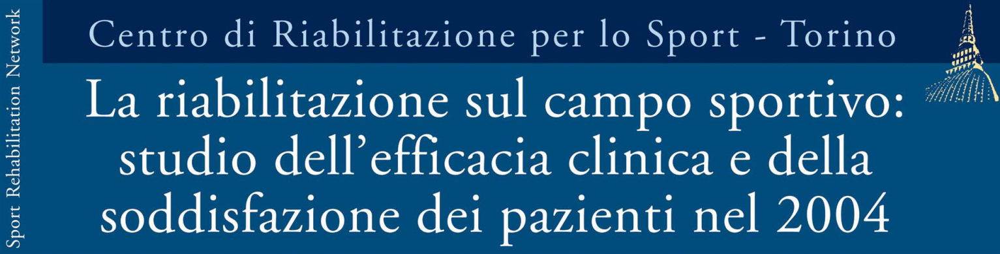 Sport Rehabilitation Network
Centro di Riabilitazione per lo Sport - Torino
La riabilitazione sul campo sportivo:
studio dell’efficacia clinica e della
soddisfazione dei pazienti nel 2004